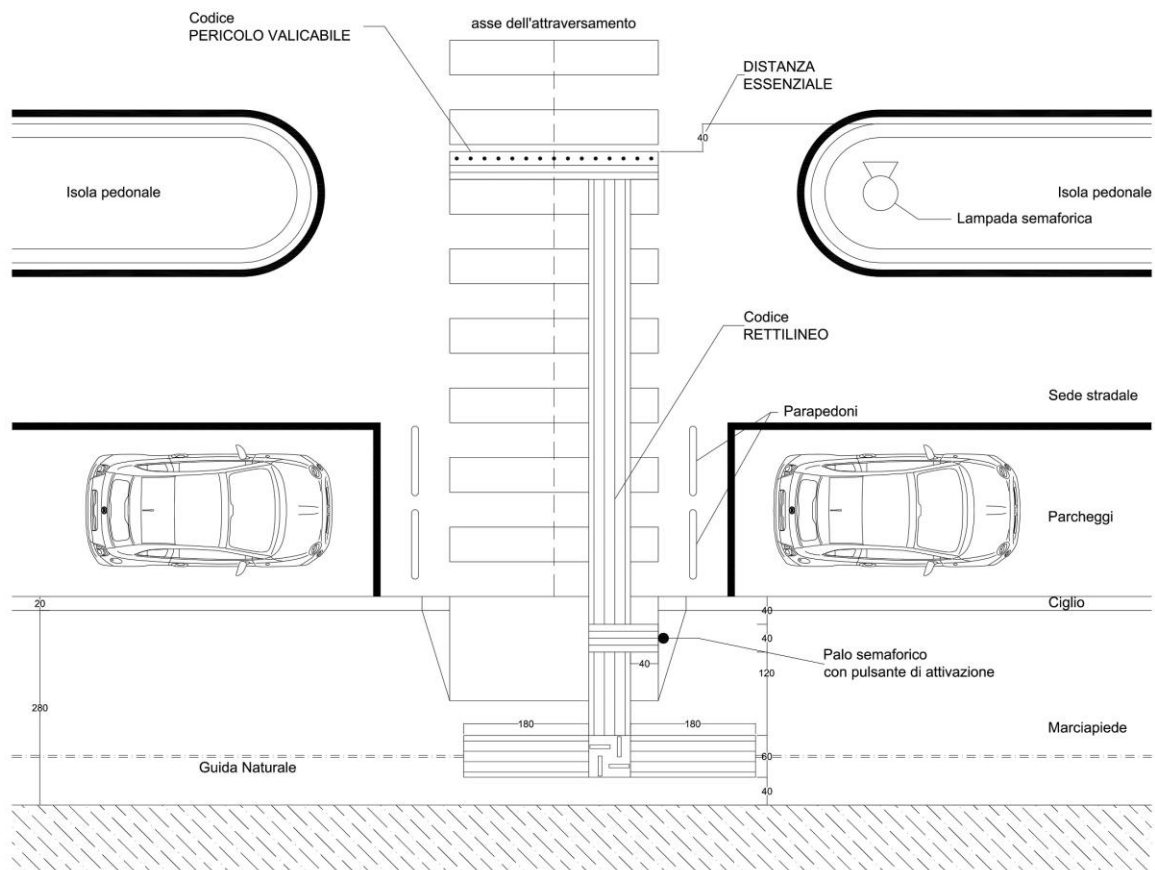 Codice
PERICOLO VALICABILE
asse dell'attraversamento
DISTANZA
ESSENZIALE
40
Isola pedonale
Isola pedonale
Lampada semaforica
Codice
RETTILINEO
Sede stradale
Parapedoni
Parcheggi
20
40
Ciglio
40
40
Palo semaforico
con pulsante di attivazione
120
280
180
180
Marciapiede
Guida Naturale
60
40